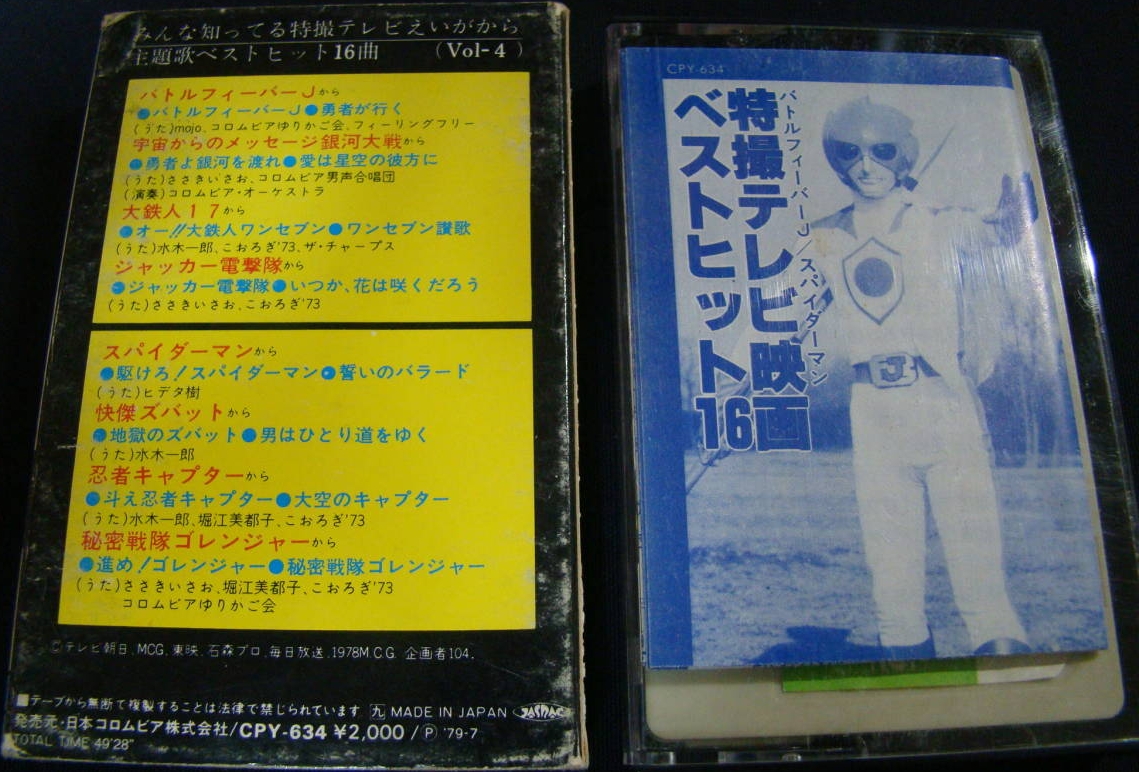 みんな知ってる特撮テレビえいがから
主題歌ベストヒット16曲 (Vol-4)
バトルフィーバーJから
●バトルフィーバーJ●勇者が行く
(うた)mojo、コロムビアゆりかご会、フィーリングフリー
宇宙からのメッセージ銀河大戦から
●勇者よ銀河を渡れ●愛は星空の彼方に
(うた)ささきいさお、コロムビア男声合唱団
(演奏)コロムビア・オーケストラ
大鉄人17から
●オー!!大鉄人ワンセブン●ワンセブン讃歌
(うた)水木一郎、こおろぎ'73、ザ・チャープス
ジャッカー電撃隊から
●ジャッカー電撃隊●いつか、花は咲くだろう
(うた)ささきいさお、こおろぎ'73
スパイダーマンから
●駆けろ!スパイダーマン●誓いのバラード
(うた)ヒデタ樹
快傑ズバットから
●地獄のズバット●男はひとり道をゆく
(うた)水木一郎
忍者キャプターから
●斗え忍者キャプター●大空のキャプター
(うた)水木一郎、堀江美都子、こおろぎ'73
秘密戦隊ゴレンジャーから
●進め!ゴレンジャー●秘密戦隊ゴレンジャー
(うた)ささきいさお、堀江美都子、こおろぎ'73
コロムビアゆりかご会
©テレビ朝日、MCG、東映、石森プロ、毎日放送、1978M.C.G. 企画者104.
■テープから無断で複製することは法律で禁じられています 九 MADE IN JAPAN JASRAC
発売元・日本コロムビア株式会社/CPY-634 ¥2,000/Ⓟ '79-7
TOTAL TIME 49'28"
CPY-634
バトルフィーバーJ/スパイダーマン
特撮テレビ映画
ベストヒット16
J